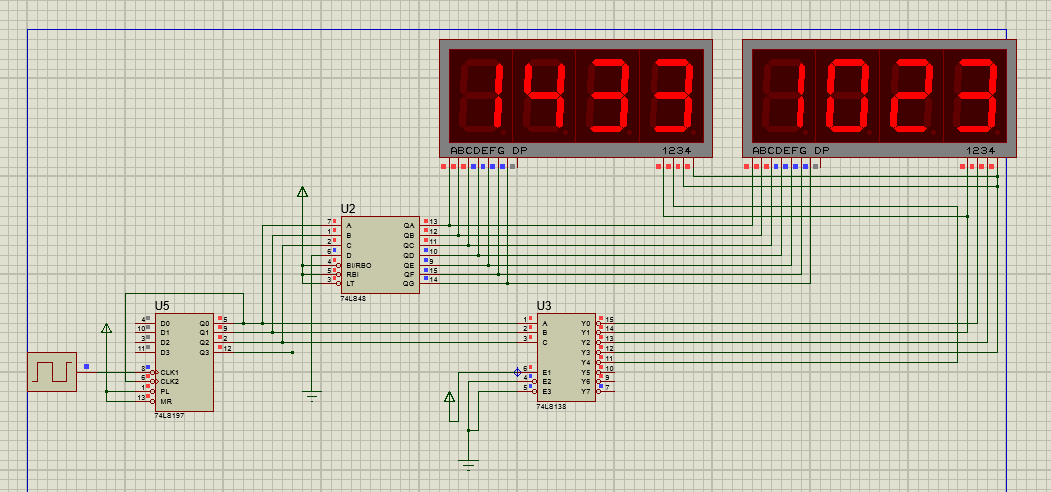 1433
ABCDEFG DP 1234
1023
ABCDEFG DP 1234
U2
7 A QA 13
1 B QB 12
2 C QC 11
6 D QD 10
4 BI/RBO QE 9
5 RBI QF 15
3 LT QG 14
74LS48
U5
4 D0 Q0 5
10 D1 Q1 9
3 D2 Q2 2
11 D3 Q3 12
8 CLK1
6 CLK2
1 PL
13 MR
74LS197
U3
1 A Y0 15
2 B Y1 14
3 C Y2 13
Y3 12
Y4 11
6 E1 Y5 10
4 E2 Y6 9
5 E3 Y7 7
74LS138